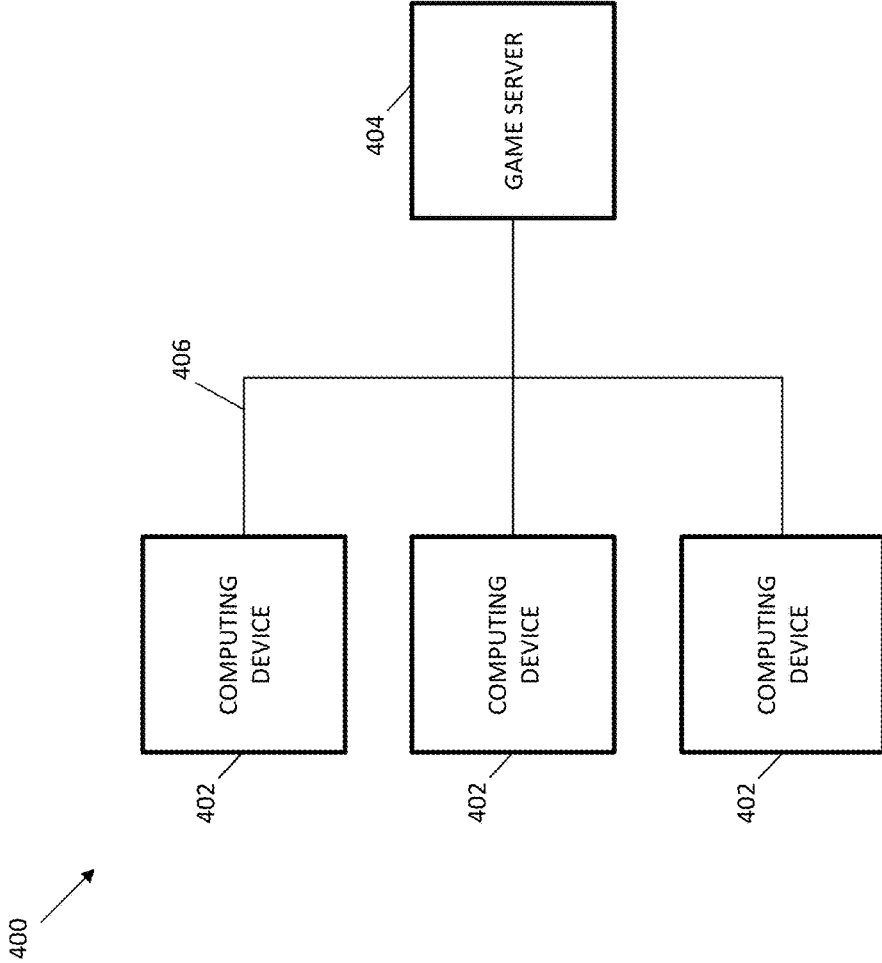 400
402
COMPUTING
DEVICE
402
COMPUTING
DEVICE
402
COMPUTING
DEVICE
406
404
GAME SERVER